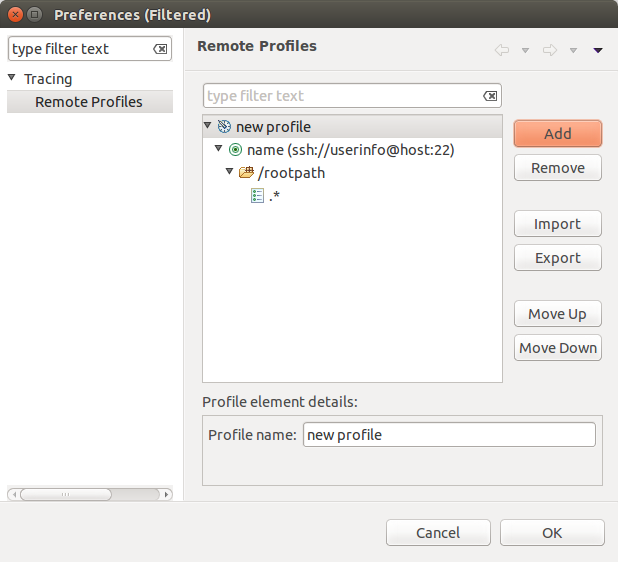 Preferences (Filtered)
type filter text
Tracing
Remote Profiles
Remote Profiles
type filter text
new profile
name (ssh://userinfo@host:22)
/rootpath
.*
Add
Remove
Import
Export
Move Up
Move Down
Profile element details:
Profile name: new profile
Cancel
OK